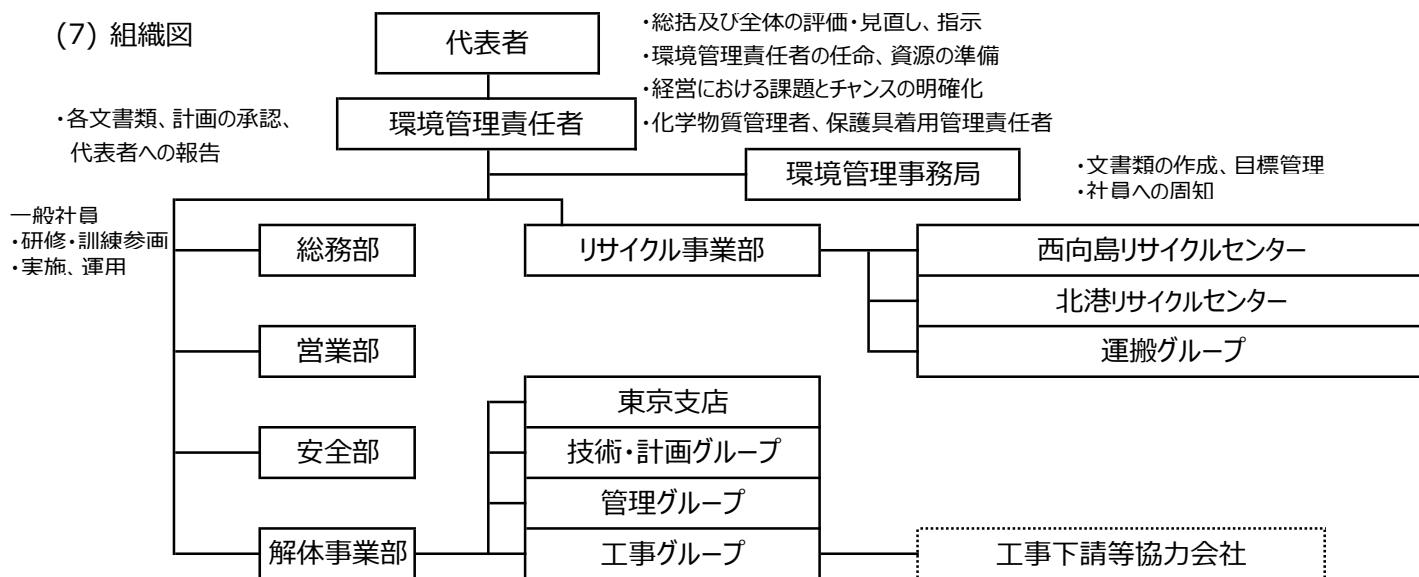 (7) 組織図
代表者
・総括及び全体の評価・見直し、指示
・環境管理責任者の任命、資源の準備
・経営における課題とチャンスの明確化
・化学物質管理者、保護具着用管理責任者
・各文書類、計画の承認、
代表者への報告
環境管理責任者
環境管理事務局
・文書類の作成、目標管理
・社員への周知
一般社員
・研修・訓練参画
・実施、運用
総務部
リサイクル事業部
西向島リサイクルセンター
北港リサイクルセンター
運搬グループ
営業部
東京支店
安全部
技術・計画グループ
管理グループ
解体事業部
工事グループ
工事下請等協力会社